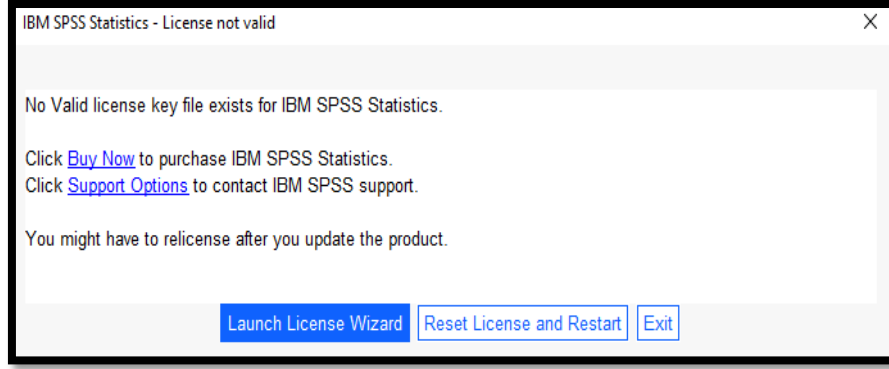 IBM SPSS Statistics - License not valid
No Valid license key file exists for IBM SPSS Statistics.
Click Buy Now to purchase IBM SPSS Statistics.
Click Support Options to contact IBM SPSS support.
You might have to relicense after you update the product.
Launch License Wizard Reset License and Restart Exit